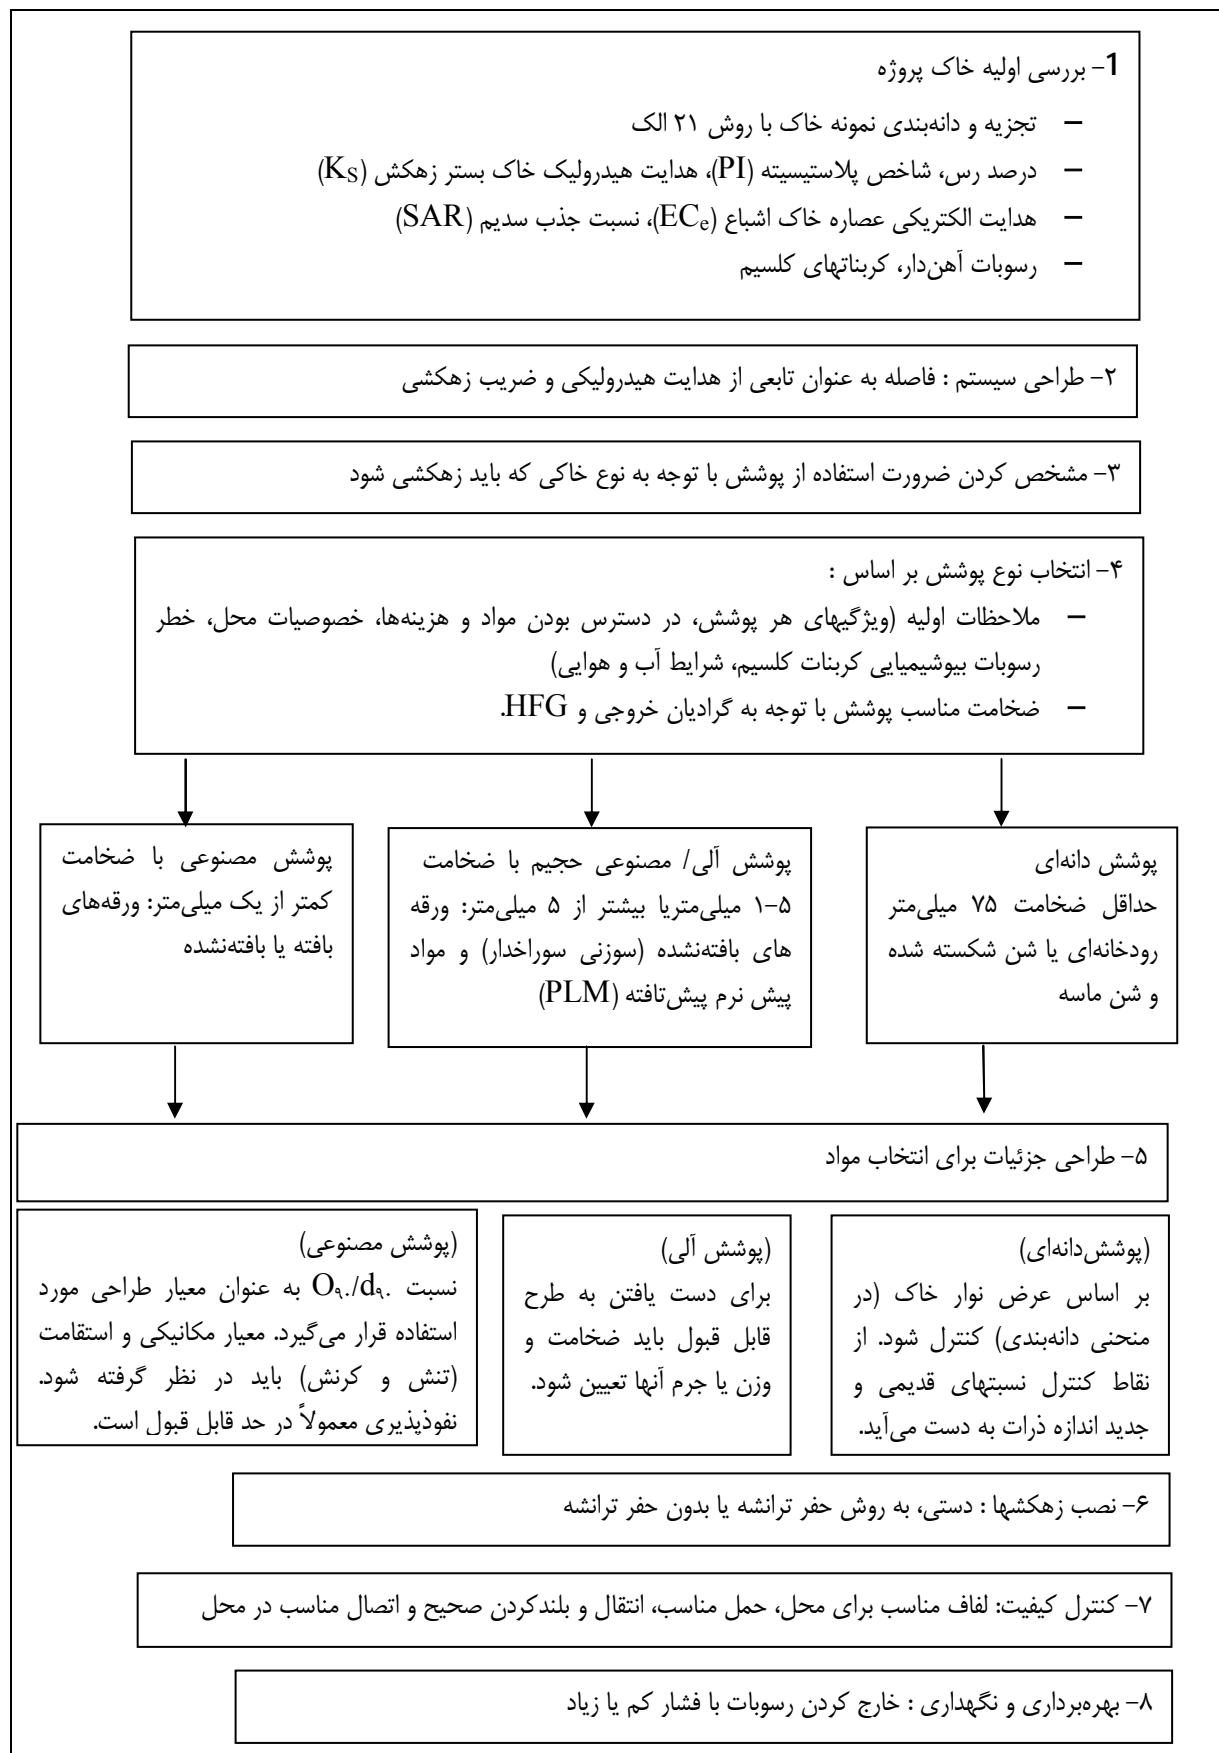 1- بررسی اولیه خاک پروژه
– تجزیه و دانه‌بندی نمونه خاک با روش ۲۱ الک
– درصد رس، شاخص پلاستیسیته (PI)، هدایت هیدرولیک خاک بستر زهکش (KS)
– هدایت الکتریکی عصاره خاک اشباع (ECe)، نسبت جذب سدیم (SAR)
– رسوبات آهن‌دار، کربناتهای کلسیم
۲- طراحی سیستم : فاصله به عنوان تابعی از هدایت هیدرولیکی و ضریب زهکشی
۳- مشخص کردن ضرورت استفاده از پوشش با توجه به نوع خاکی که باید زهکشی شود
۴- انتخاب نوع پوشش بر اساس :
– ملاحظات اولیه (ویژگیهای هر پوشش، در دسترس بودن مواد و هزینه‌ها، خصوصیات محل، خطر
رسوبات بیوشیمیایی کربنات کلسیم، شرایط آب و هوایی)
– ضخامت مناسب پوشش با توجه به گرادیان خروجی و HFG.
پوشش دانه‌ای
حداقل ضخامت ۷۵ میلی‌متر
رودخانه‌ای یا شن شکسته شده
و شن ماسه
پوشش آلی/ مصنوعی حجیم با ضخامت
۱-۵ میلی‌متریا بیشتر از ۵ میلی‌متر: ورقه
های بافته‌نشده (سوزنی سوراخدار) و مواد
پیش نرم پیش‌تافته (PLM)
پوشش مصنوعی با ضخامت
کمتر از یک میلی‌متر: ورقه‌های
بافته یا بافته‌نشده
۵- طراحی جزئیات برای انتخاب مواد
(پوشش‌دانه‌ای)
بر اساس عرض نوار خاک (در
منحنی دانه‌بندی) کنترل شود. از
نقاط کنترل نسبتهای قدیمی و
جدید اندازه ذرات به دست می‌آید.
(پوشش آلی)
برای دست یافتن به طرح
قابل قبول باید ضخامت و
وزن یا جرم آنها تعیین شود.
(پوشش مصنوعی)
نسبت O۹۰/d۹۰ به عنوان معیار طراحی مورد
استفاده قرار می‌گیرد. معیار مکانیکی و استقامت
(تنش و کرنش) باید در نظر گرفته شود.
نفوذپذیری معمولاً در حد قابل قبول است.
۶- نصب زهکشها : دستی، به روش حفر ترانشه یا بدون حفر ترانشه
۷- کنترل کیفیت: لفاف مناسب برای محل، حمل مناسب، انتقال و بلندکردن صحیح و اتصال مناسب در محل
۸- بهره‌برداری و نگهداری : خارج کردن رسوبات با فشار کم یا زیاد